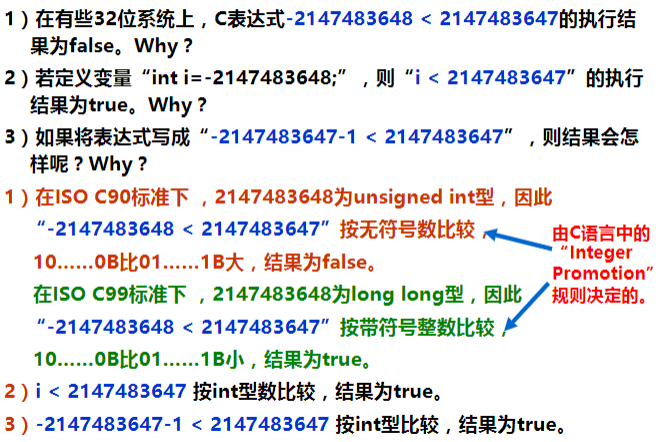 1）在有些32位系统上，C表达式-2147483648 < 2147483647的执行结
果为false。Why？
2）若定义变量“int i=-2147483648;”，则“i < 2147483647”的执行
结果为true。Why？
3）如果将表达式写成“-2147483647-1 < 2147483647”，则结果会怎
样呢？Why？
1）在ISO C90标准下，2147483648为unsigned int型，因此
“-2147483648 < 2147483647”按无符号数比较，
10……0B比01……1B大，结果为false。
在ISO C99标准下，2147483648为long long型，因此
“-2147483648 < 2147483647”按带符号整数比较，
10……0B比01……1B小，结果为true。
由C语言中的
“Integer
Promotion”
规则决定的。
2）i < 2147483647 按int型数比较，结果为true。
3）-2147483647-1 < 2147483647 按int型比较，结果为true。